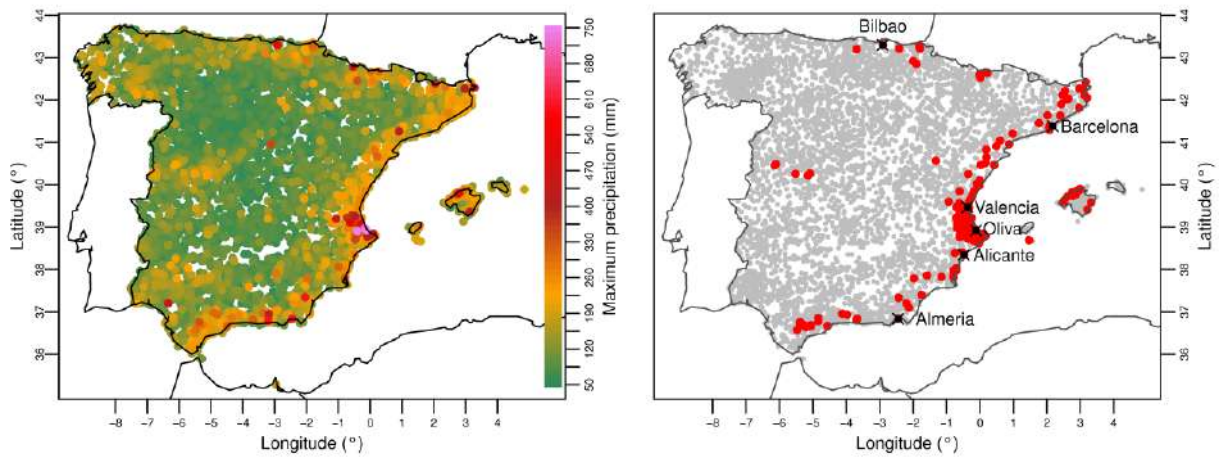 44
43
42
41
40
39
38
37
36
Latitude (°)
-8 -7 -6 -5 -4 -3 -2 -1 0 1 2 3 4
Longitude (°)
750
680
610
540
470
400
330
260
190
120
50
Maximum precipitation (mm)
Bilbao
Barcelona
Valencia
Oliva
Alicante
Almeria
-8 -7 -6 -5 -4 -3 -2 -1 0 1 2 3 4
Longitude (°)
44
43
42
41
40
39
38
37
36
Latitude (°)